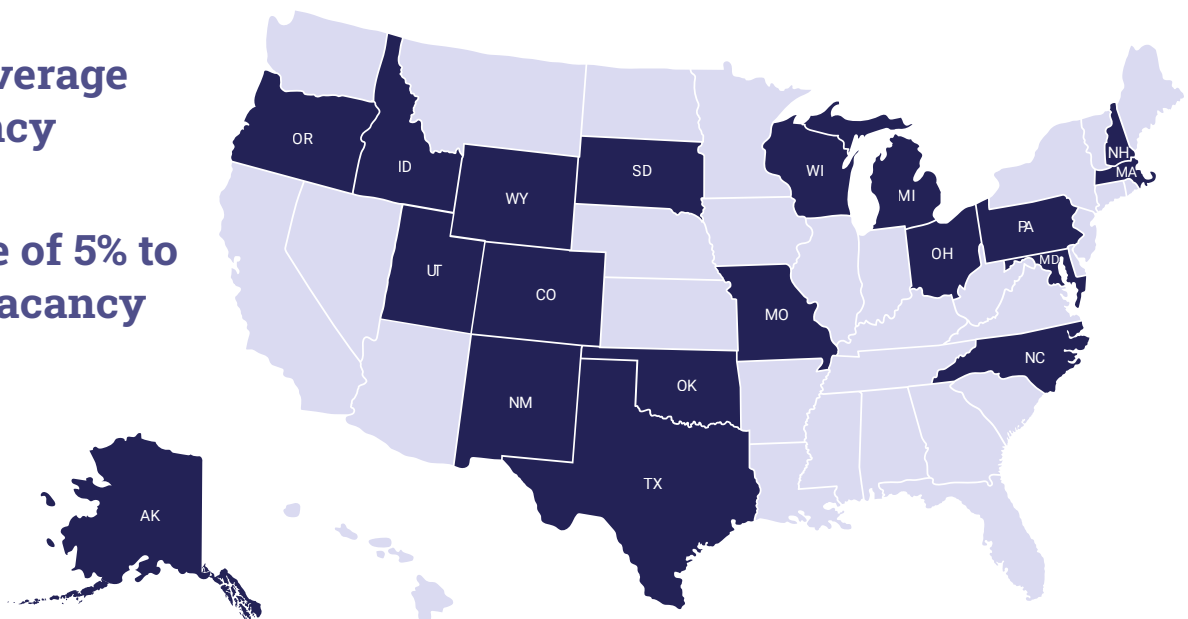 verage
ncy
e of 5% to
acancy
OR
ID
WY
SD
WI
MI
NH
MA
PA
OH
MD
UT
CO
MO
NC
NM
OK
TX
AK